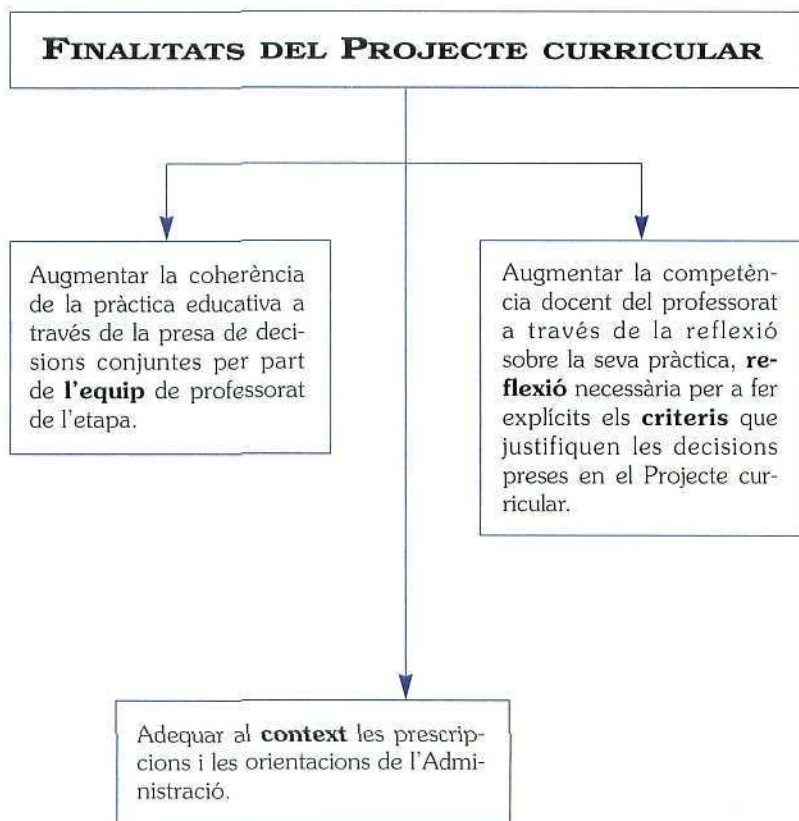 FINALITATS DEL PROJECTE CURRICULAR
Augmentar la coherència
de la pràctica educativa a
través de la presa de deci-
sions conjuntes per part
de l'equip de professorat
de l'etapa.
Augmentar la competèn-
cia docent del professorat
a través de la reflexió
sobre la seva pràctica, re-
flexió necessària per a fer
explícits els criteris que
justifiquen les decisions
preses en el Projecte cur-
ricular.
Adequar al context les prescrip-
cions i les orientacions de l'Admi-
nistració.